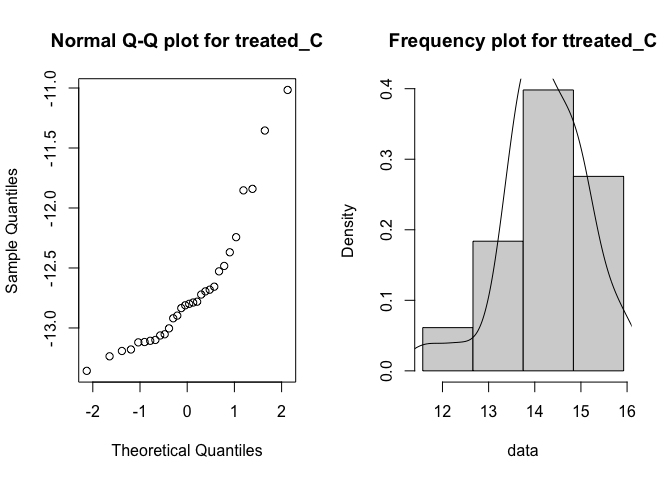 Normal Q-Q plot for treated_C
Sample Quantiles
-11.0
-11.5
-12.0
-12.5
-13.0
-2 -1 0 1 2
Theoretical Quantiles
Frequency plot for ttreated_C
Density
0.4
0.3
0.2
0.1
0.0
12 13 14 15 16
data